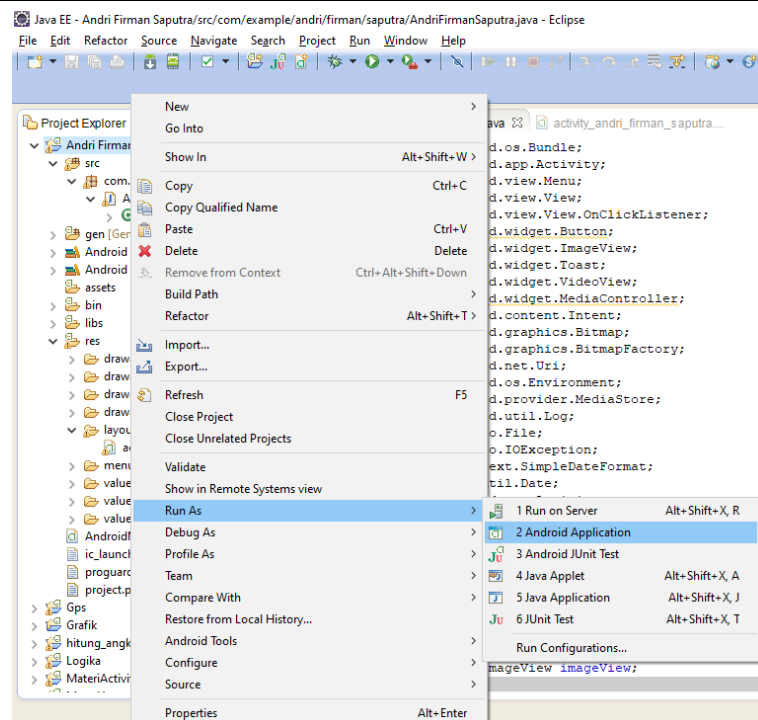 Java EE - Andri Firman Saputra/src/com/example/andri/firman/saputra/AndriFirmanSaputra.java - Eclipse
File Edit Refactor Source Navigate Search Project Run Window Help
Project Explorer
ava
activity_andri_firman_saputra....
Andri Firmar
src
com.
A
gen [Ger
Android
Android
assets
bin
libs
res
draw
draw
draw
draw
layou
a
menu
value
value
value
AndroidM
ic_launch
proguard
project.p
Gps
Grafik
hitung_angk
Logika
MateriActivi
New
Go Into
Show In Alt+Shift+W
Copy Ctrl+C
Copy Qualified Name
Paste Ctrl+V
Delete Delete
Remove from Context Ctrl+Alt+Shift+Down
Build Path
Refactor Alt+Shift+T
Import...
Export...
Refresh F5
Close Project
Close Unrelated Projects
Validate
Show in Remote Systems view
Run As
Debug As
Profile As
Team
Compare With
Restore from Local History...
Android Tools
Configure
Source
Properties Alt+Enter
d.os.Bundle;
d.app.Activity;
d.view.Menu;
d.view.View;
d.view.View.OnClickListener;
d.widget.Button;
d.widget.ImageView;
d.widget.Toast;
d.widget.VideoView;
d.widget.MediaController;
d.content.Intent;
d.graphics.Bitmap;
d.graphics.BitmapFactory;
d.net.Uri;
d.os.Environment;
d.provider.MediaStore;
d.util.Log;
o.File;
o.IOException;
ext.SimpleDateFormat;
til.Date;
1 Run on Server Alt+Shift+X, R
2 Android Application
3 Android JUnit Test
4 Java Applet Alt+Shift+X, A
5 Java Application Alt+Shift+X, J
6 JUnit Test Alt+Shift+X, T
Run Configurations...
ImageView imageView;